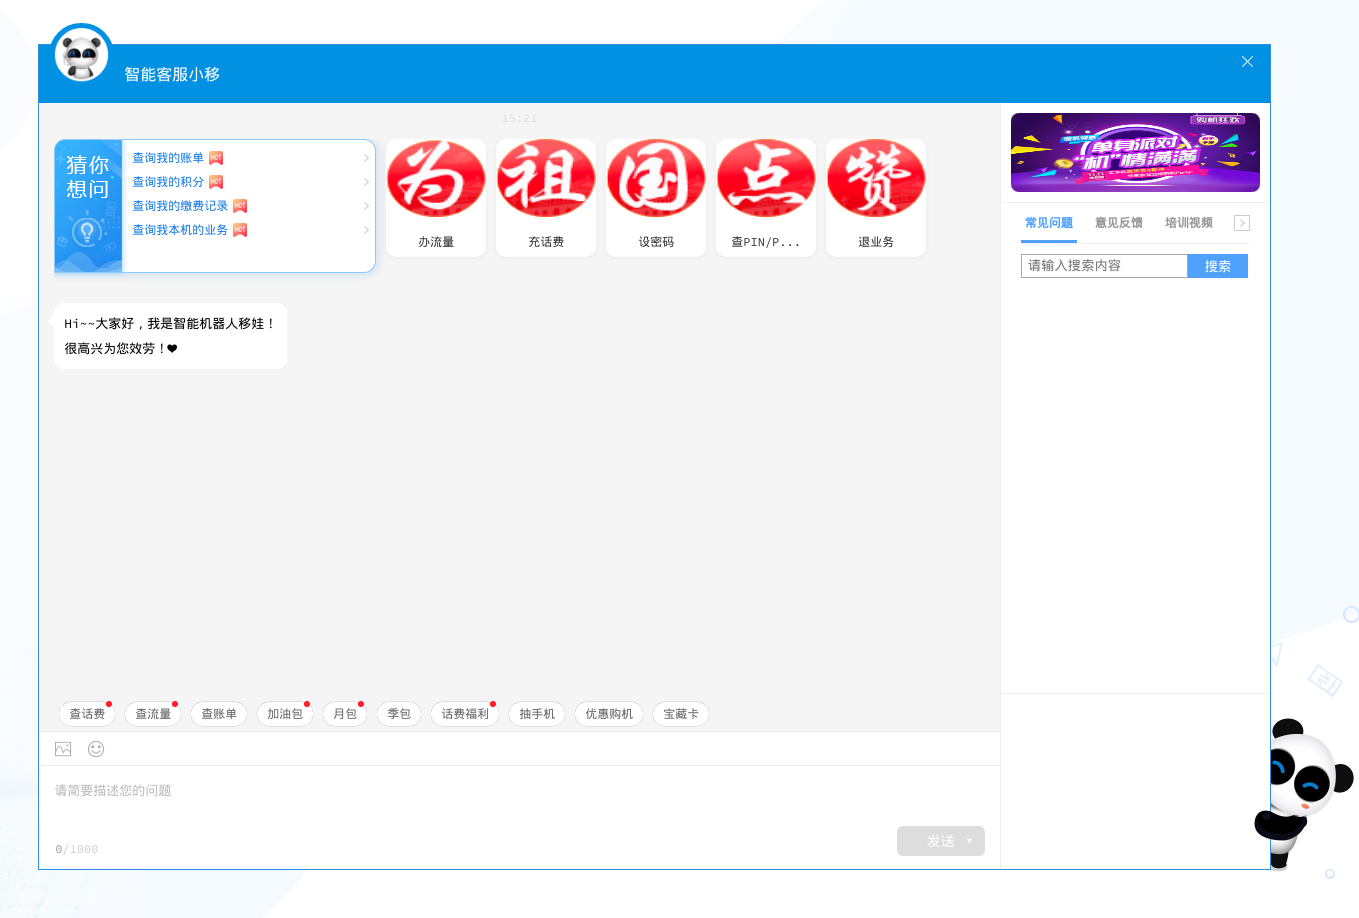 智能客服小移
15:21
猜你
想问
查询我的账单 HOT
查询我的积分 HOT
查询我的缴费记录 HOT
查询我本机的业务 HOT
为
办流量
祖
充话费
国
设密码
点
查PIN/P...
赞
退业务
Hi~~大家好，我是智能机器人移娃！
很高兴为您效劳！❤
查话费 查流量 查账单 加油包 月包 季包 话费福利 抽手机 优惠购机 宝藏卡
请简要描述您的问题
0/1000
发送
购机狂欢
单身派对
“机”情满满
常见问题 意见反馈 培训视频
请输入搜索内容 搜索